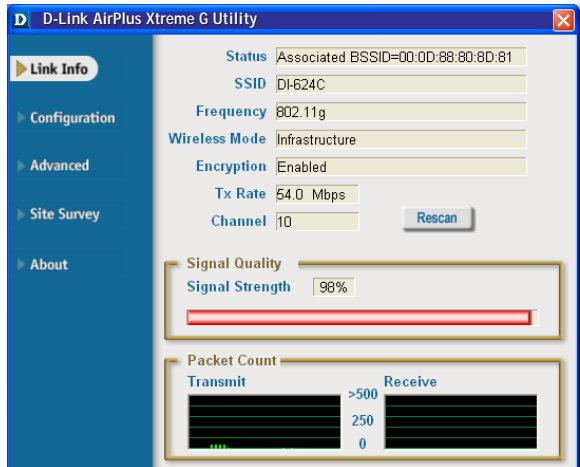 D D-Link AirPlus Xtreme G Utility
Link Info
Configuration
Advanced
Site Survey
About
Status Associated BSSID=00:0D:88:80:8D:81
SSID DI-624C
Frequency 802.11g
Wireless Mode Infrastructure
Encryption Enabled
Tx Rate 54.0 Mbps
Channel 10 Rescan
Signal Quality
Signal Strength 98%
Packet Count
Transmit Receive
>500
250
0